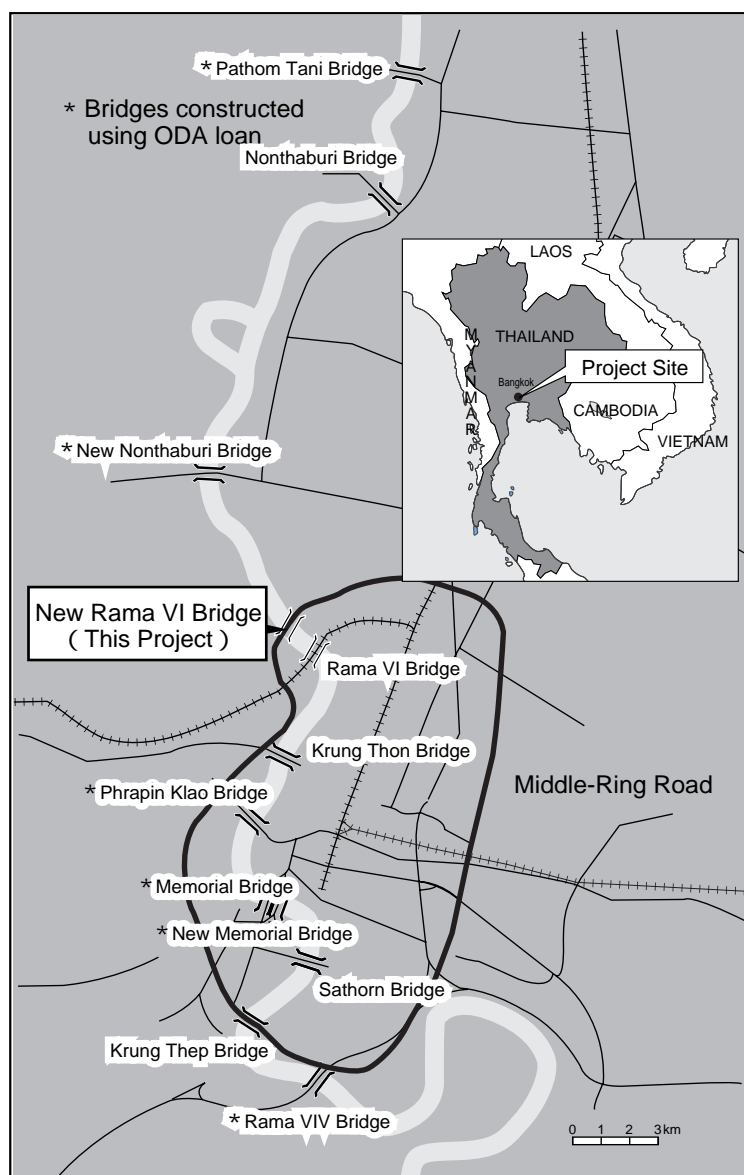 * Pathom Tani Bridge
* Bridges constructed
using ODA loan
Nonthaburi Bridge
LAOS
MYANMAR
THAILAND
Project Site
Bangkok
CAMBODIA
VIETNAM
* New Nonthaburi Bridge
New Rama VI Bridge
( This Project )
Rama VI Bridge
Krung Thon Bridge
Middle-Ring Road
* Phrapin Klao Bridge
* Memorial Bridge
* New Memorial Bridge
Sathorn Bridge
Krung Thep Bridge
* Rama VIV Bridge
0 1 2 3km